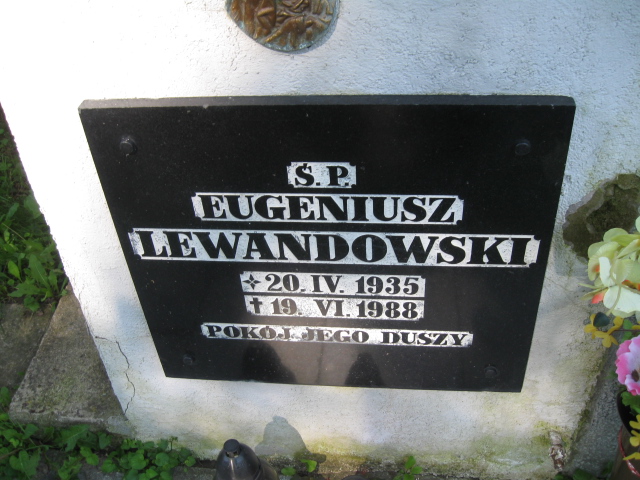 Ś.P.
EUGENIUSZ
LEWANDOWSKI
✧ 20. IV. 1935
† 19. VI. 1988
POKÓJ JEGO DUSZY